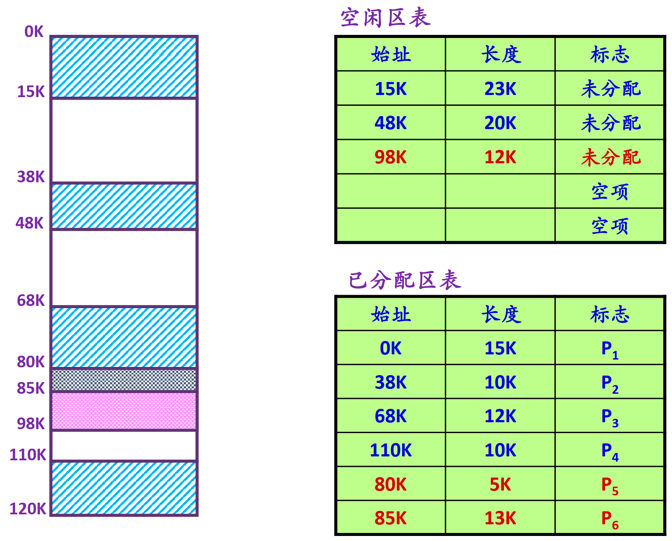 0K
15K
38K
48K
68K
80K
85K
98K
110K
120K
空闲区表
始址 长度 标志
15K 23K 未分配
48K 20K 未分配
98K 12K 未分配
空项
空项
已分配区表
始址 长度 标志
0K 15K P1
38K 10K P2
68K 12K P3
110K 10K P4
80K 5K P5
85K 13K P6